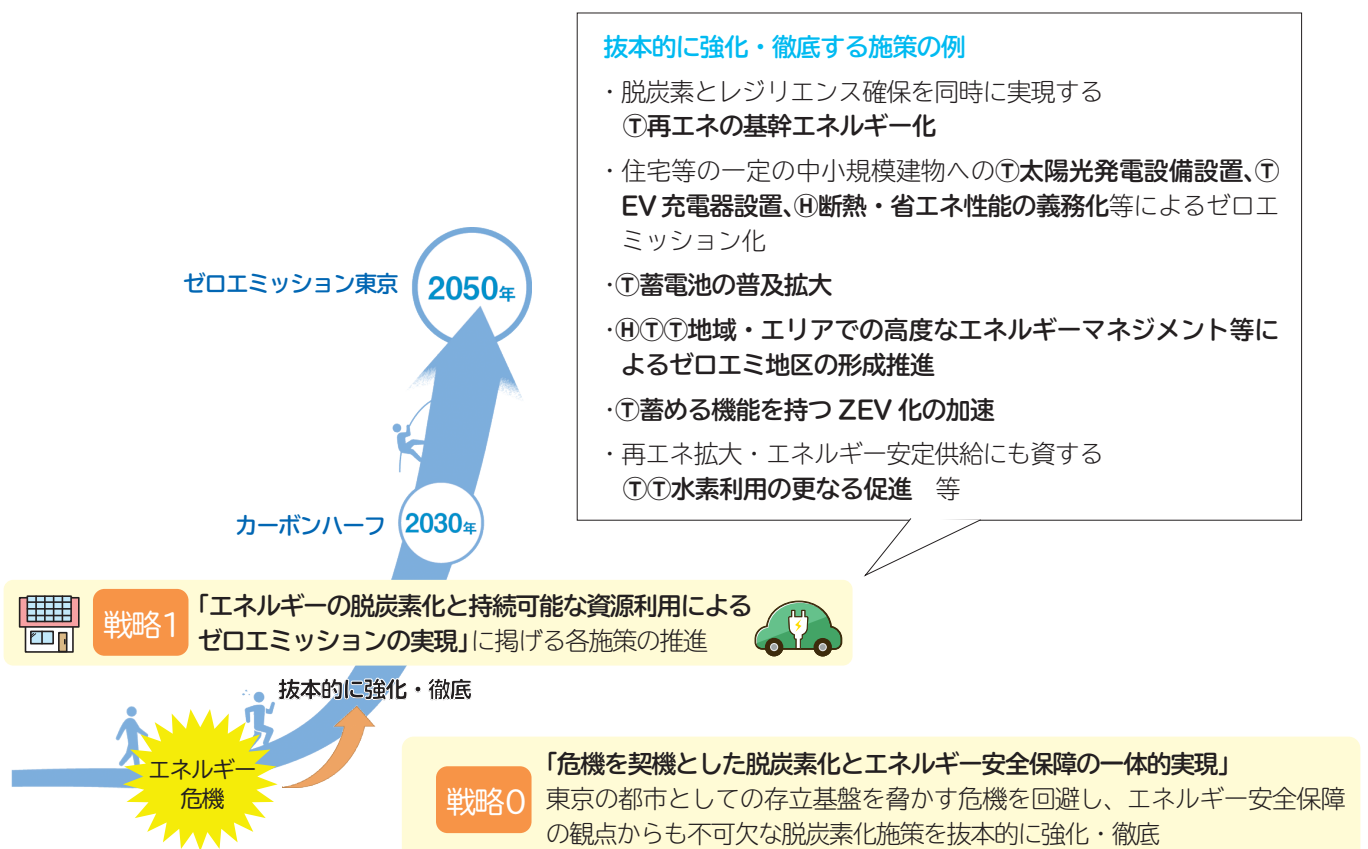 抜本的に強化・徹底する施策の例
・脱炭素とレジリエンス確保を同時に実現する
Ⓣ再エネの基幹エネルギー化
・住宅等の一定の中小規模建物へのⓉ太陽光発電設備設置、Ⓣ
EV充電器設置、Ⓗ断熱・省エネ性能の義務化等によるゼロエ
ミッション化
・Ⓣ蓄電池の普及拡大
・ⒽⓉⓉ地域・エリアでの高度なエネルギーマネジメント等に
よるゼロエミ地区の形成推進
・Ⓣ蓄める機能を持つ ZEV 化の加速
・再エネ拡大・エネルギー安定供給にも資する
ⓉⓉ水素利用の更なる促進　等
ゼロエミッション東京
2050年
カーボンハーフ
2030年
戦略1
「エネルギーの脱炭素化と持続可能な資源利用による
ゼロエミッションの実現」に掲げる各施策の推進
抜本的に強化・徹底
エネルギー
危機
戦略0
「危機を契機とした脱炭素化とエネルギー安全保障の一体的実現」
東京の都市としての存立基盤を脅かす危機を回避し、エネルギー安全保障
の観点からも不可欠な脱炭素化施策を抜本的に強化・徹底